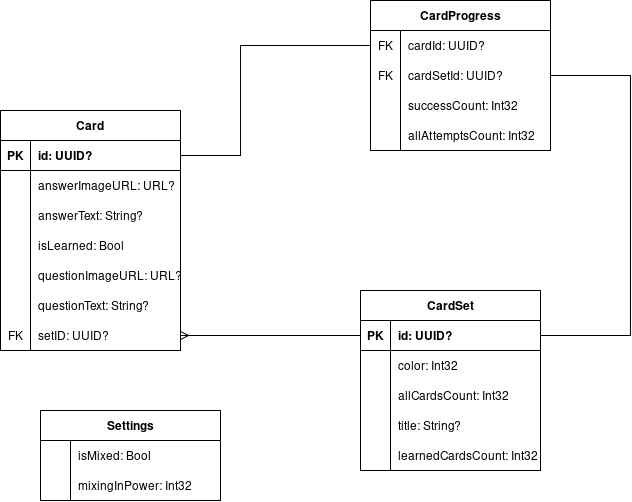 CardProgress
FK cardId: UUID?
FK cardSetId: UUID?
successCount: Int32
allAttemptsCount: Int32
Card
PK id: UUID?
answerImageURL: URL?
answerText: String?
isLearned: Bool
questionImageURL: URL?
questionText: String?
FK setID: UUID?
CardSet
PK id: UUID?
color: Int32
allCardsCount: Int32
title: String?
learnedCardsCount: Int32
Settings
isMixed: Bool
mixingInPower: Int32